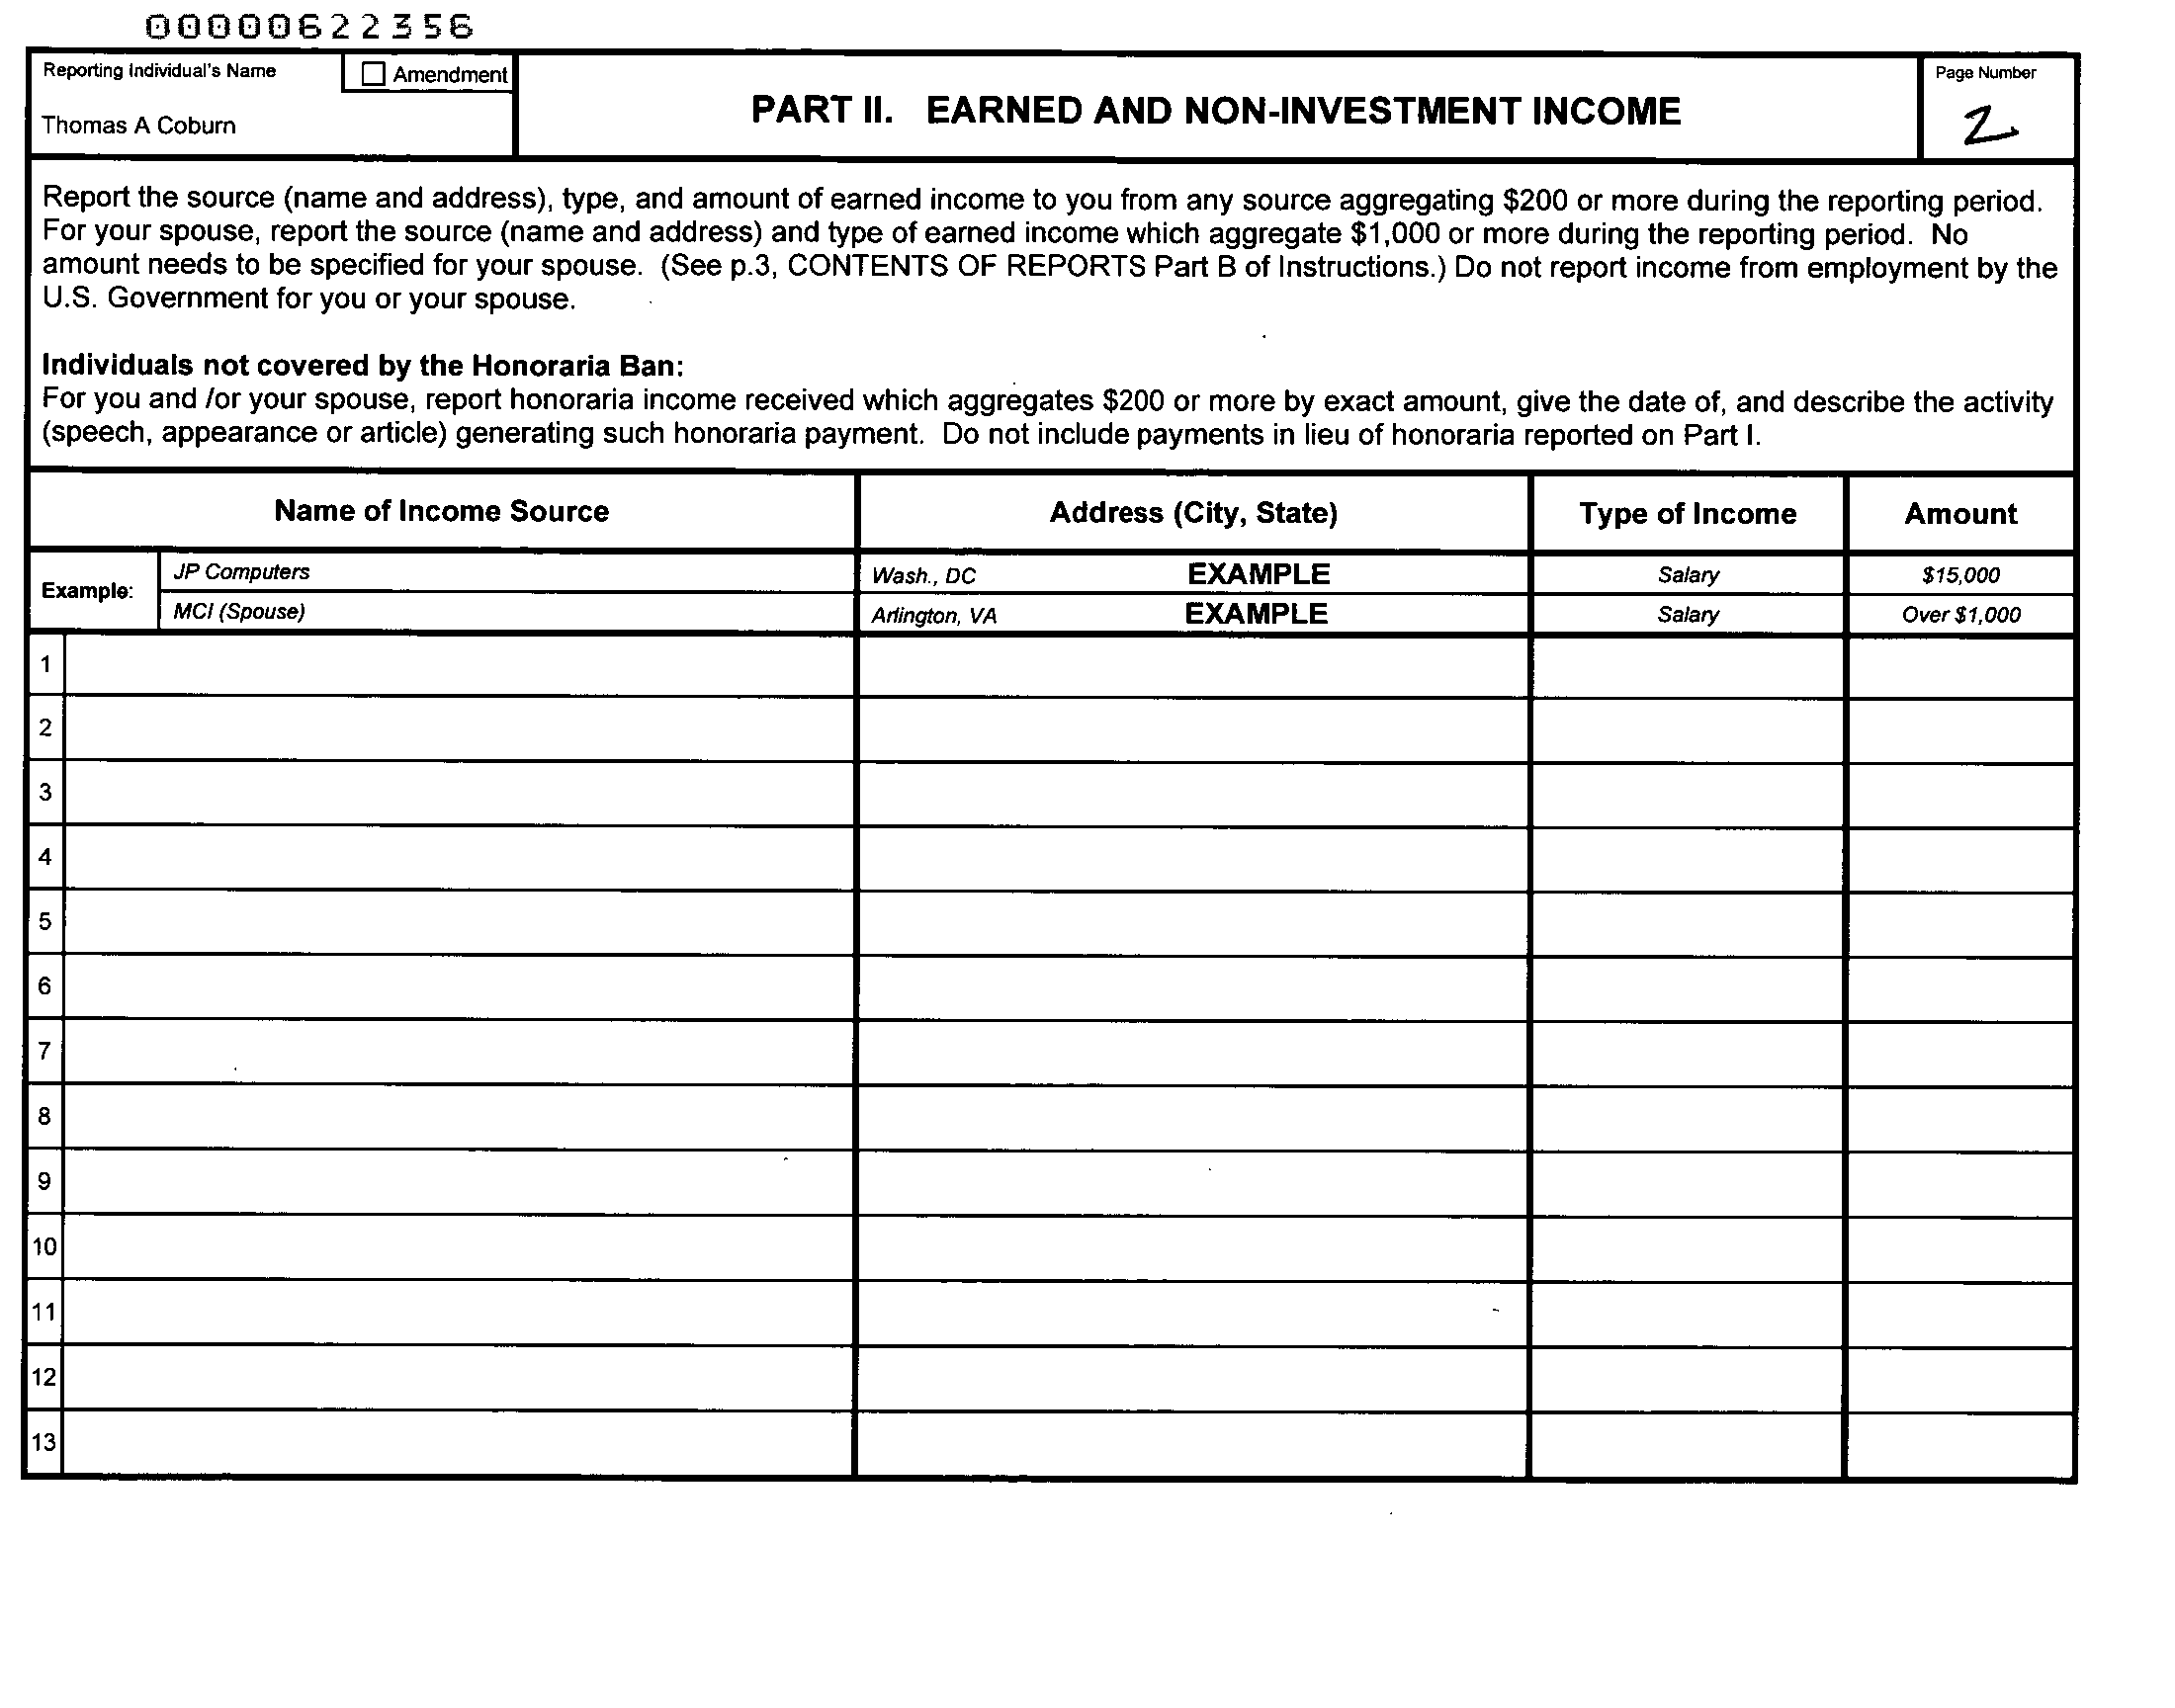 00000622356
Reporting Individual's Name
☐ Amendment
Thomas A Coburn
PART II. EARNED AND NON-INVESTMENT INCOME
Page Number
2
Report the source (name and address), type, and amount of earned income to you from any source aggregating $200 or more during the reporting period.
For your spouse, report the source (name and address) and type of earned income which aggregate $1,000 or more during the reporting period. No
amount needs to be specified for your spouse. (See p.3, CONTENTS OF REPORTS Part B of Instructions.) Do not report income from employment by the
U.S. Government for you or your spouse.
Individuals not covered by the Honoraria Ban:
For you and /or your spouse, report honoraria income received which aggregates $200 or more by exact amount, give the date of, and describe the activity
(speech, appearance or article) generating such honoraria payment. Do not include payments in lieu of honoraria reported on Part I.
Name of Income Source Address (City, State) Type of Income Amount
Example:
JP Computers Wash., DC EXAMPLE Salary $15,000
MCI (Spouse) Arlington, VA EXAMPLE Salary Over $1,000
1
2
3
4
5
6
7
8
9
10
11
12
13